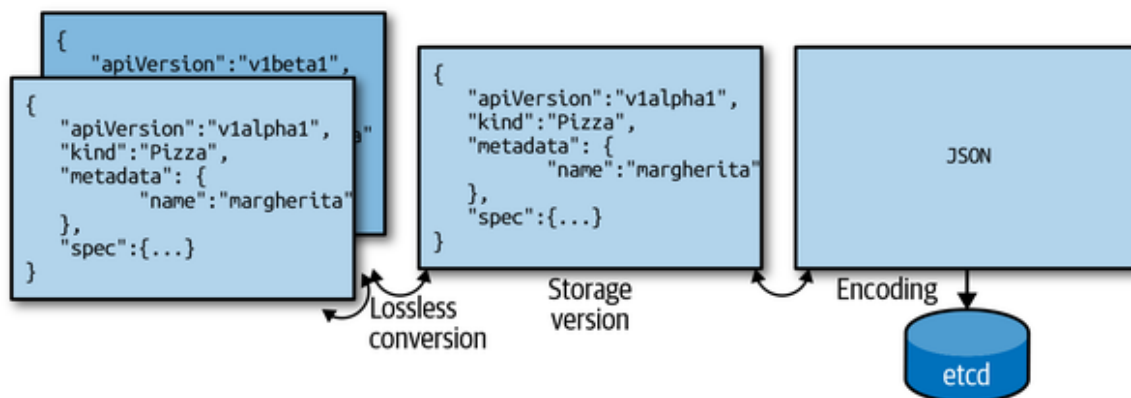 {
"apiVersion":"v1beta1",
{
"apiVersion":"v1alpha1",
"kind":"Pizza",
"metadata": {
"name":"margherita"
},
"spec":{...}
}
a"
{
"apiVersion":"v1alpha1",
"kind":"Pizza",
"metadata": {
"name":"margherita"
},
"spec":{...}
}
JSON
Lossless
conversion
Storage
version
Encoding
etcd